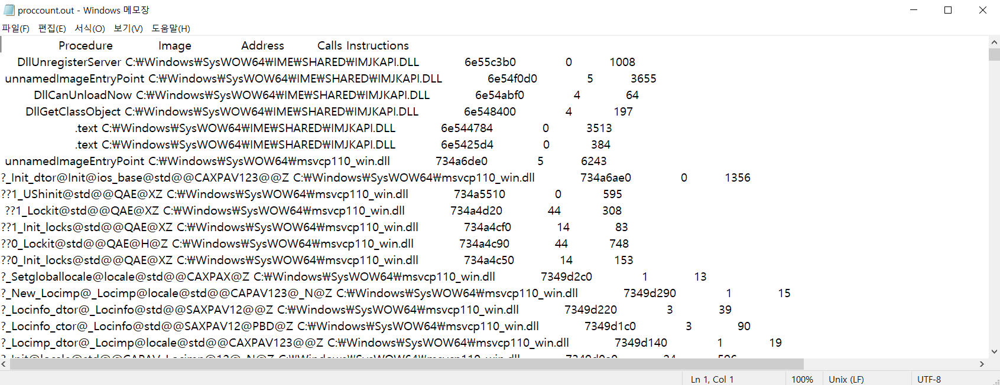 proccount.out - Windows 메모장
파일(F) 편집(E) 서식(O) 보기(V) 도움말(H)
Procedure Image Address Calls Instructions
DllUnregisterServer C:₩Windows₩SysWOW64₩IME₩SHARED₩IMJKAPI.DLL 6e55c3b0 0 1008
unnamedImageEntryPoint C:₩Windows₩SysWOW64₩IME₩SHARED₩IMJKAPI.DLL 6e54f0d0 5 3655
DllCanUnloadNow C:₩Windows₩SysWOW64₩IME₩SHARED₩IMJKAPI.DLL 6e54abf0 4 64
DllGetClassObject C:₩Windows₩SysWOW64₩IME₩SHARED₩IMJKAPI.DLL 6e548400 4 197
.text C:₩Windows₩SysWOW64₩IME₩SHARED₩IMJKAPI.DLL 6e544784 0 3513
.text C:₩Windows₩SysWOW64₩IME₩SHARED₩IMJKAPI.DLL 6e5425d4 0 384
unnamedImageEntryPoint C:₩Windows₩SysWOW64₩msvcp110_win.dll 734a6de0 5 6243
?_Init_dtor@Init@ios_base@std@@CAXPAV123@@Z C:₩Windows₩SysWOW64₩msvcp110_win.dll 734a6ae0 0 1356
??1_UShinit@std@@QAE@XZ C:₩Windows₩SysWOW64₩msvcp110_win.dll 734a5510 0 595
??1_Lockit@std@@QAE@XZ C:₩Windows₩SysWOW64₩msvcp110_win.dll 734a4d20 44 308
??1_Init_locks@std@@QAE@XZ C:₩Windows₩SysWOW64₩msvcp110_win.dll 734a4cf0 14 83
??0_Lockit@std@@QAE@H@Z C:₩Windows₩SysWOW64₩msvcp110_win.dll 734a4c90 44 748
??0_Init_locks@std@@QAE@XZ C:₩Windows₩SysWOW64₩msvcp110_win.dll 734a4c50 14 153
?_Setgloballocale@locale@std@@CAXPAX@Z C:₩Windows₩SysWOW64₩msvcp110_win.dll 7349d2c0 1 13
?_New_Locimp@_Locimp@locale@std@@CAPAV123@_N@Z C:₩Windows₩SysWOW64₩msvcp110_win.dll 7349d290 1 15
?_Locinfo_dtor@_Locinfo@std@@SAXPAV12@@Z C:₩Windows₩SysWOW64₩msvcp110_win.dll 7349d220 3 39
?_Locinfo_ctor@_Locinfo@std@@SAXPAV12@PBD@Z C:₩Windows₩SysWOW64₩msvcp110_win.dll 7349d1c0 3 90
?_Locimp_dtor@_Locimp@locale@std@@CAXPAV123@@Z C:₩Windows₩SysWOW64₩msvcp110_win.dll 7349d140 1 19
Ln 1, Col 1 100% Unix (LF) UTF-8